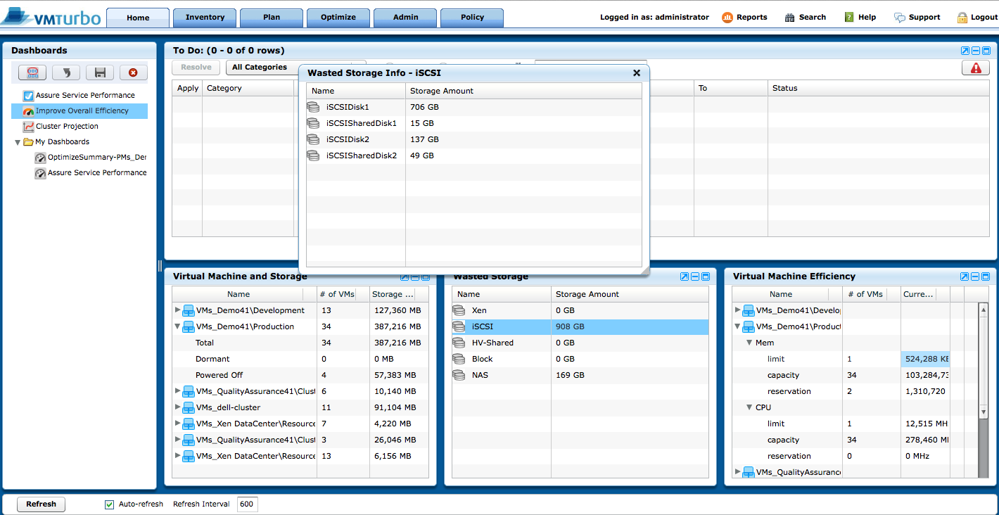 vmturbo Home Inventory Plan Optimize Admin Policy Logged in as: administrator Reports Search Help Support Logout
Dashboards
Assure Service Performance
Improve Overall Efficiency
Cluster Projection
My Dashboards
OptimizeSummary-PMs_Der
Assure Service Performance
To Do: (0 - 0 of 0 rows)
Resolve All Categories
Apply Category To Status
Wasted Storage Info - iSCSI
Name Storage Amount
iSCSIDisk1 706 GB
iSCSISharedDisk1 15 GB
iSCSIDisk2 137 GB
iSCSISharedDisk2 49 GB
Virtual Machine and Storage
Name # of VMs Storage ...
VMs_Demo41\Development 13 127,360 MB
VMs_Demo41\Production 34 387,216 MB
Total 34 387,216 MB
Dormant 0 0 MB
Powered Off 4 57,383 MB
VMs_QualityAssurance41\Clust 6 10,140 MB
VMs_dell-cluster 11 91,104 MB
VMs_Xen DataCenter\Resource 7 4,220 MB
VMs_QualityAssurance41\Clust 3 26,046 MB
VMs_Xen DataCenter\Resource 13 6,156 MB
Wasted Storage
Name Storage Amount
Xen 0 GB
iSCSI 908 GB
HV-Shared 0 GB
Block 0 GB
NAS 169 GB
Virtual Machine Efficiency
Name # of VMs Curre...
VMs_Demo41\Develop
VMs_Demo41\Product
Mem
limit 1 524,288 KB
capacity 34 103,284,73
reservation 2 1,310,720
CPU
limit 1 12,515 MH
capacity 34 278,460 M
reservation 0 0 MHz
VMs_QualityAssurance
Refresh Auto-refresh Refresh Interval 600